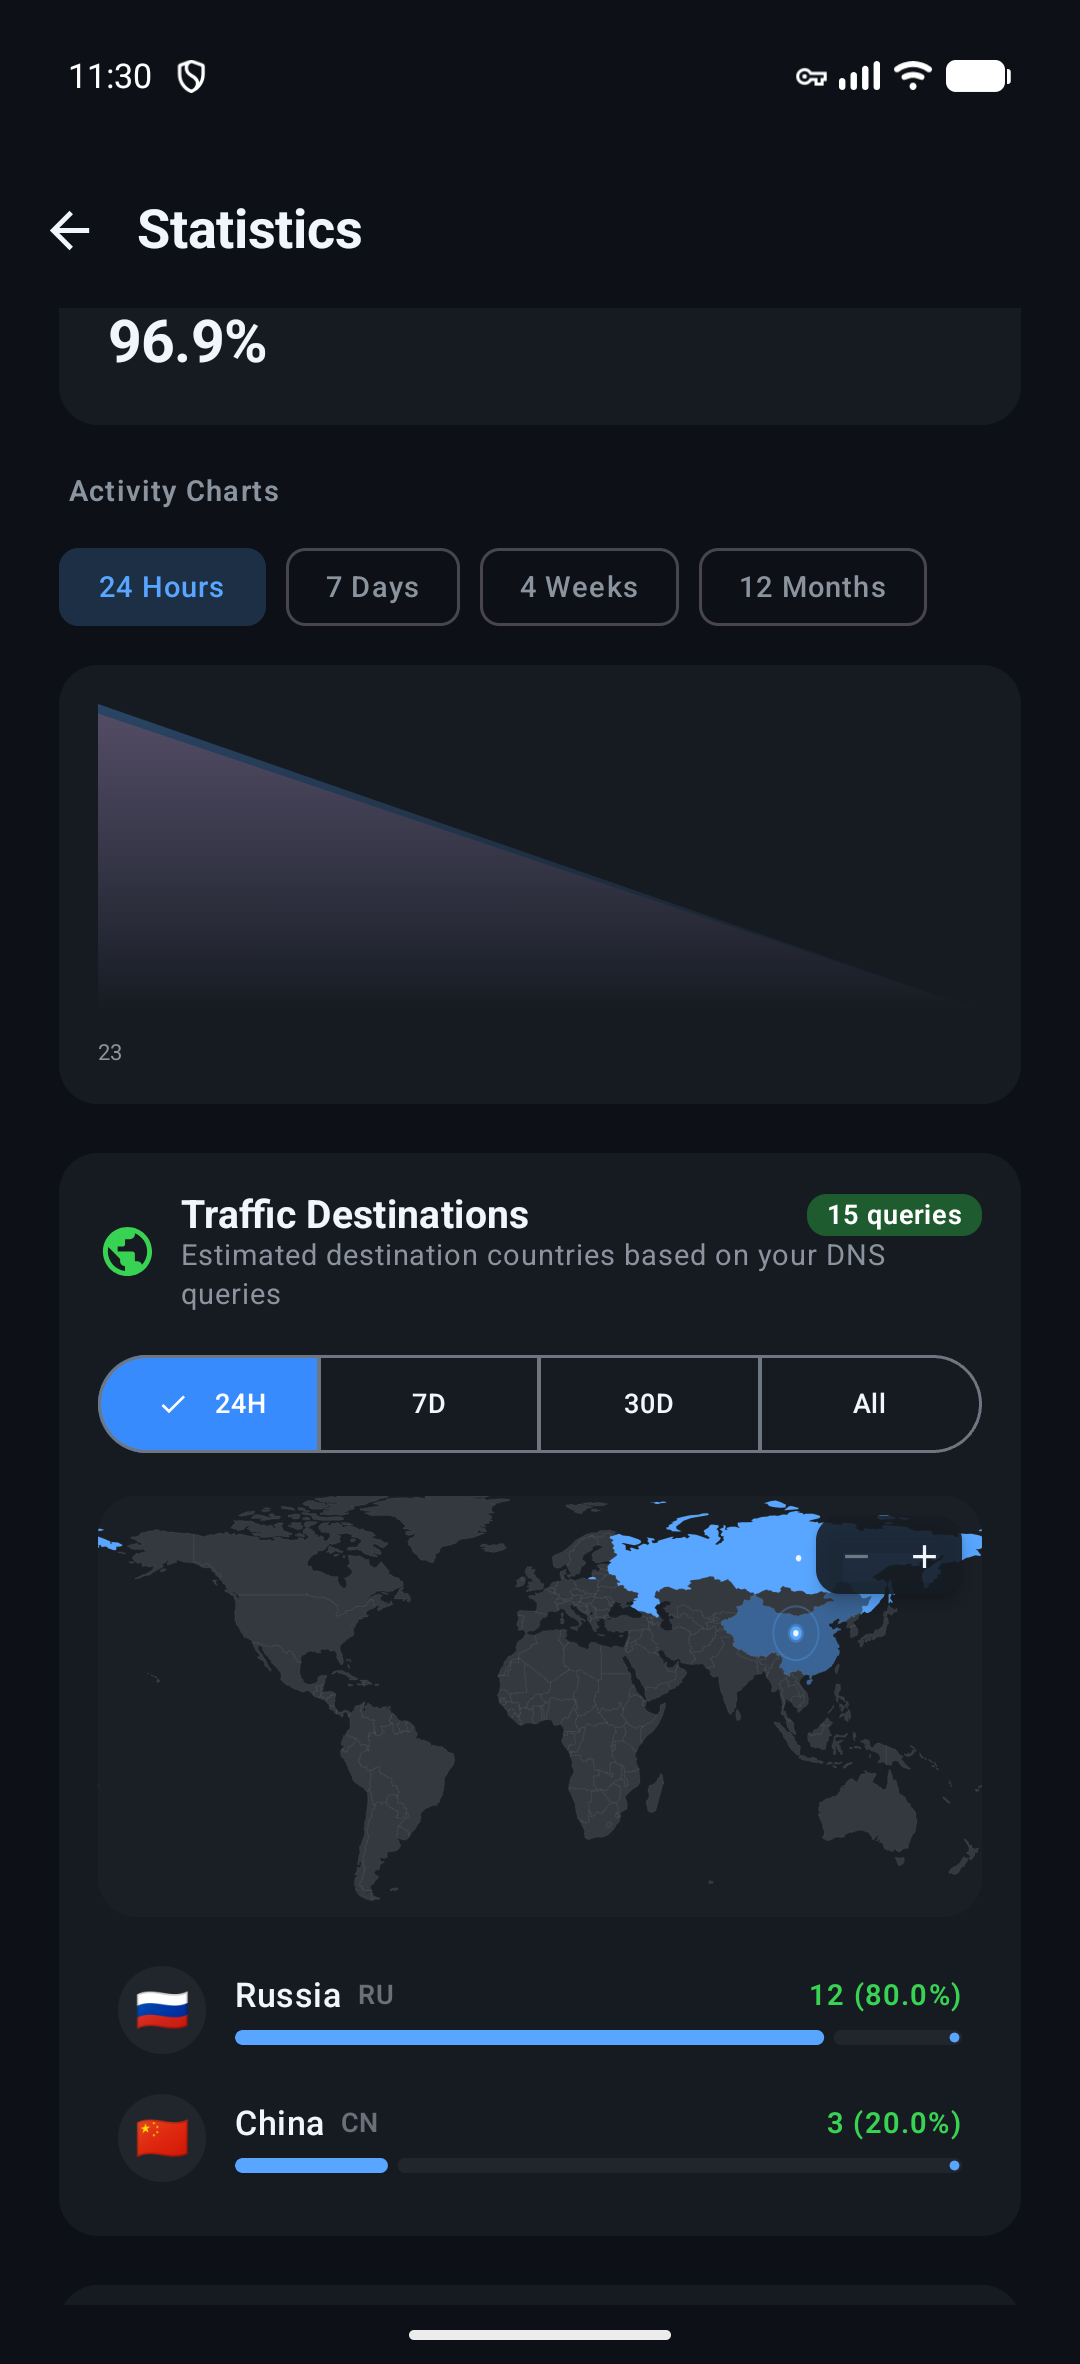 11:30
Statistics
96.9%
Activity Charts
24 Hours
7 Days
4 Weeks
12 Months
23
Traffic Destinations
15 queries
Estimated destination countries based on your DNS
queries
24H
7D
30D
All
Russia RU
12 (80.0%)
China CN
3 (20.0%)